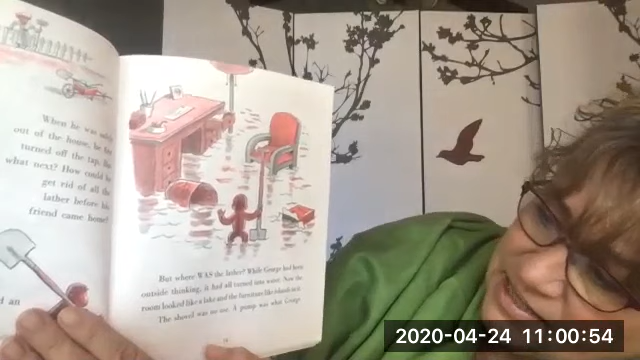 When he was safely
out of the house, he
turned off the tap.
what next? How could he
get rid of all the
lather before his
friend came home?
But where WAS the lather? While George had been
outside thinking, it had all turned into water. Now the
room looked like a lake and the furniture like islands in it.
The shovel was no use. A pump was what George
2020-04-24 11:00:54